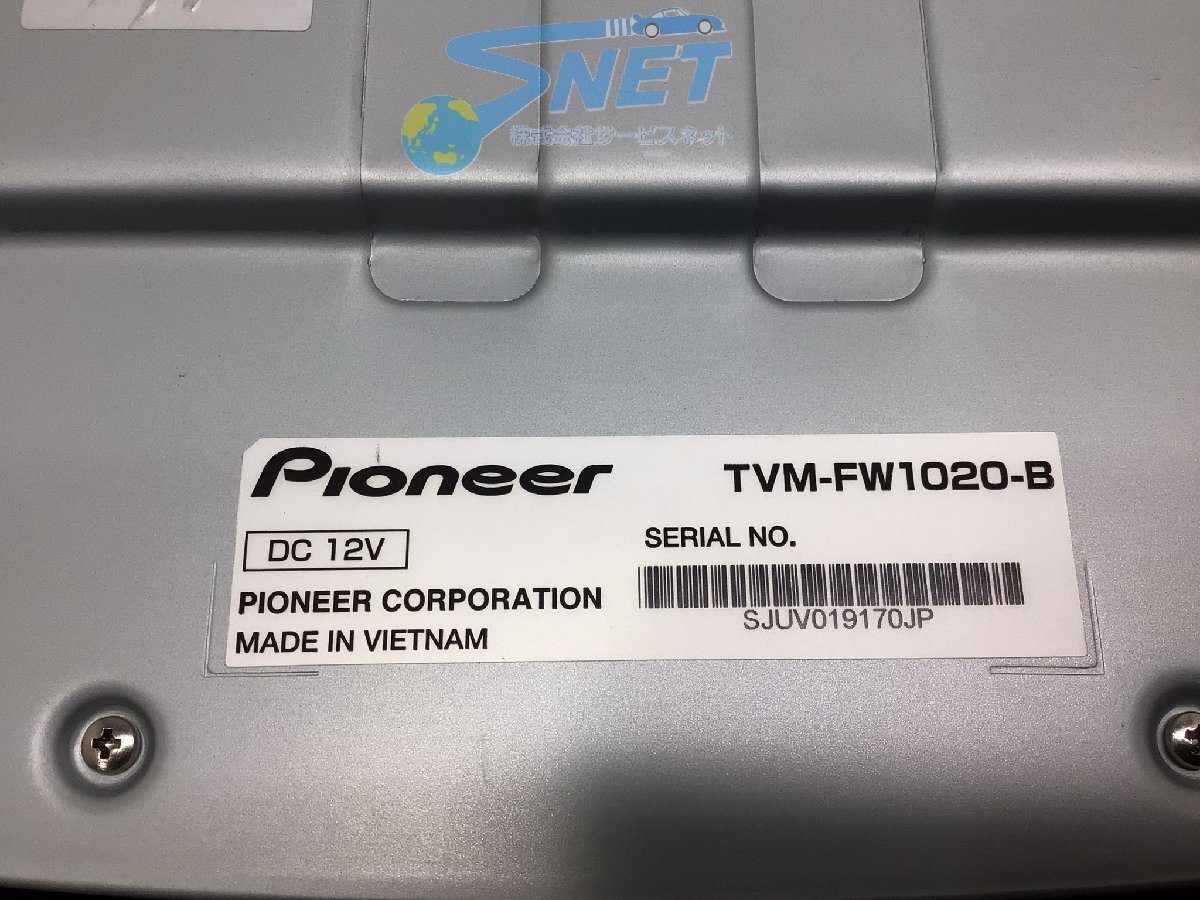 SNET
株式会社サービスネット
Pioneer
TVM-FW1020-B
DC 12V
SERIAL NO.
PIONEER CORPORATION
SJUV019170JP
MADE IN VIETNAM